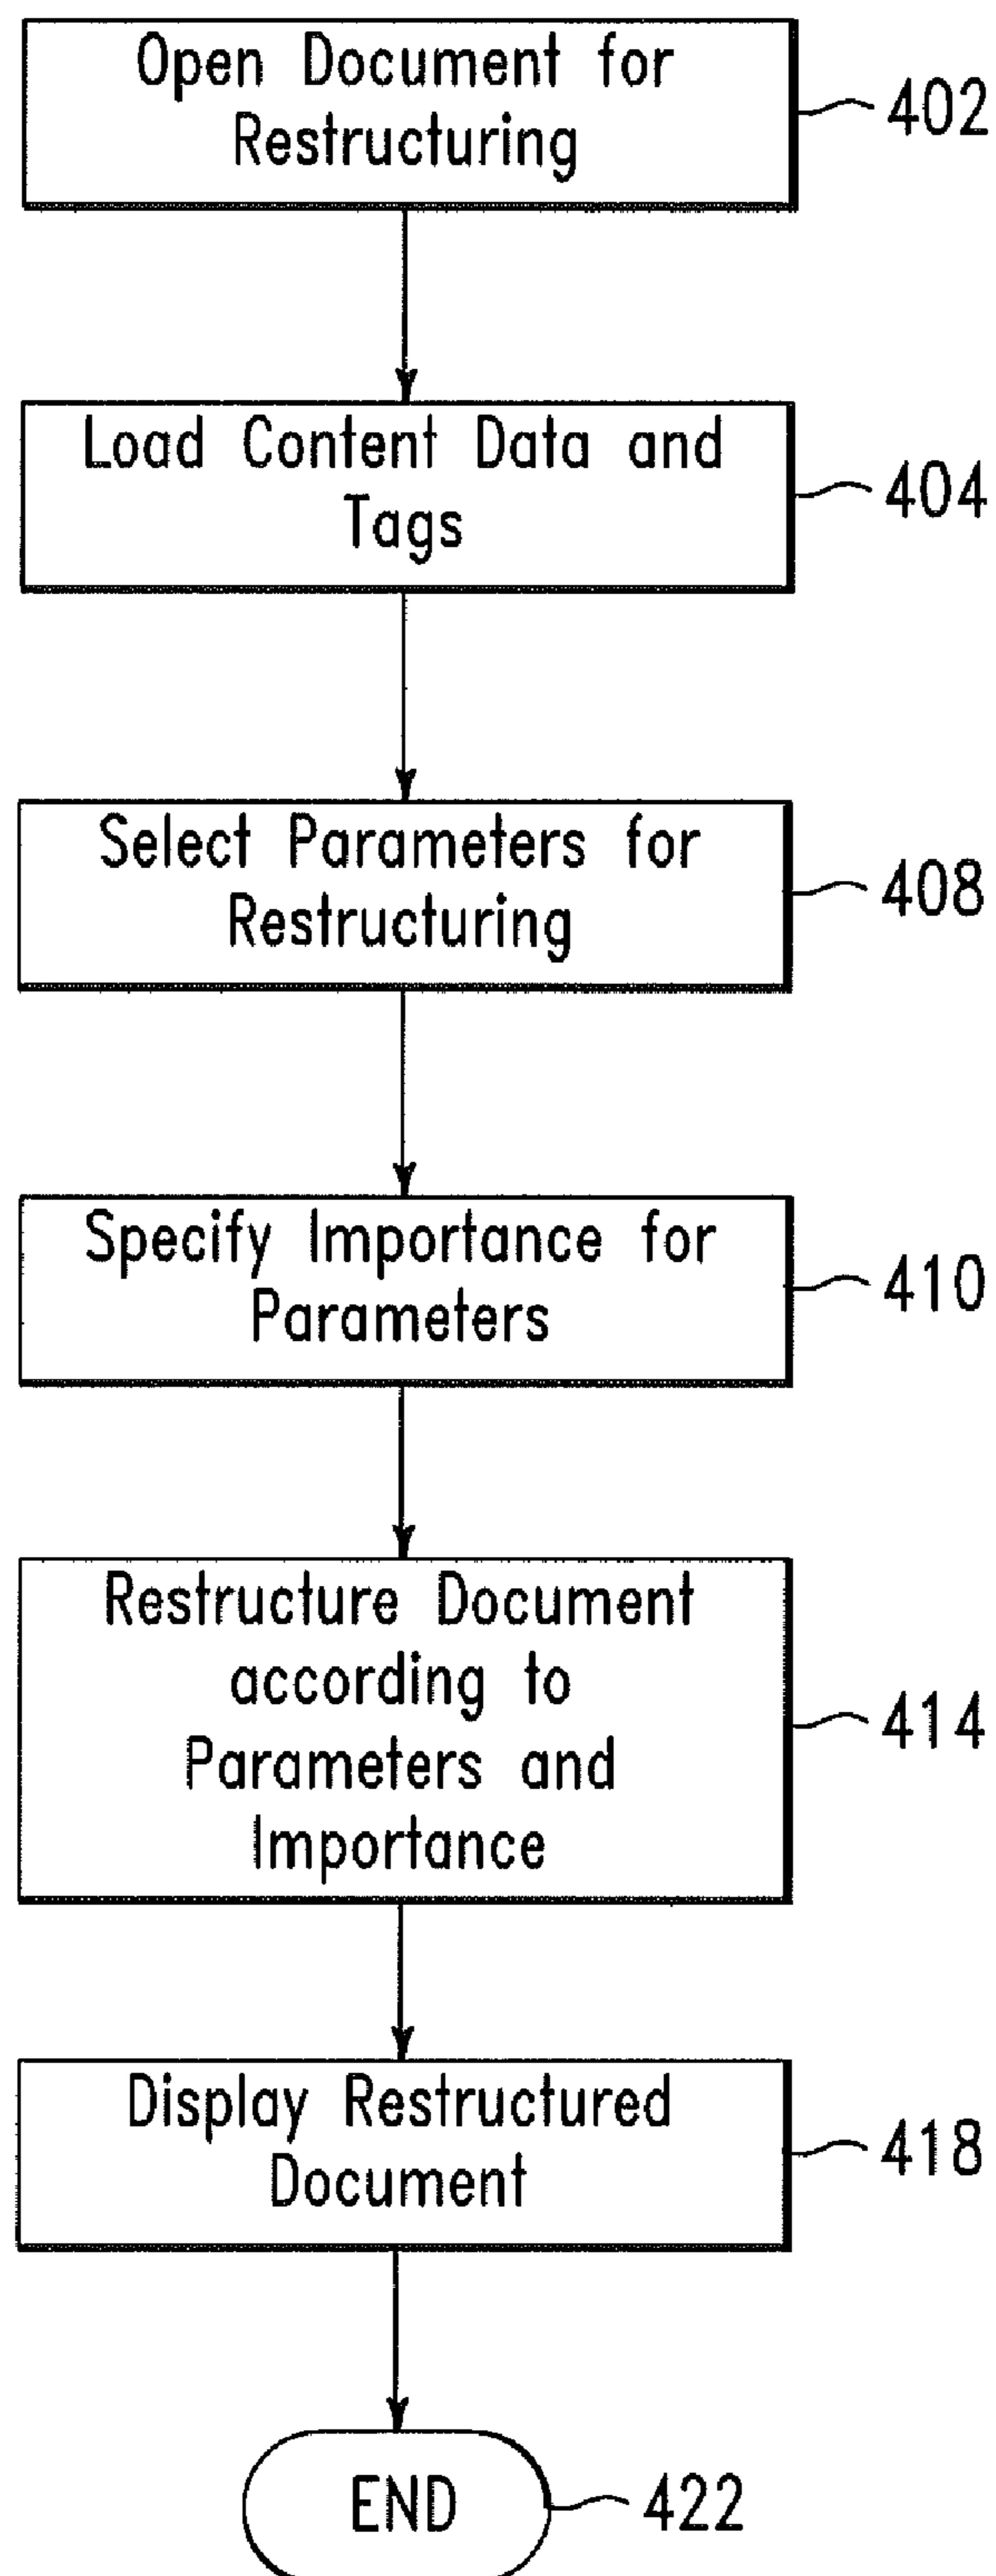 Open Document for
Restructuring
402
Load Content Data and
Tags
404
Select Parameters for
Restructuring
408
Specify Importance for
Parameters
410
Restructure Document
according to
Parameters and
Importance
414
Display Restructured
Document
418
END
422